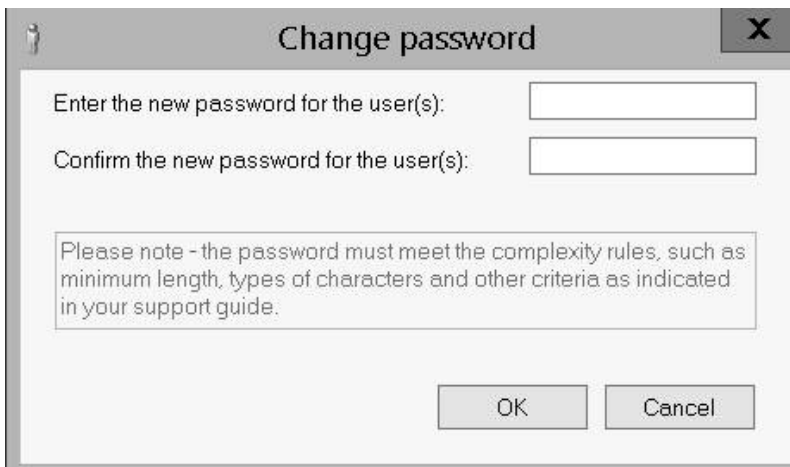 Change password
X
Enter the new password for the user(s):
Confirm the new password for the user(s):
Please note - the password must meet the complexity rules, such as
minimum length, types of characters and other criteria as indicated
in your support guide.
OK
Cancel